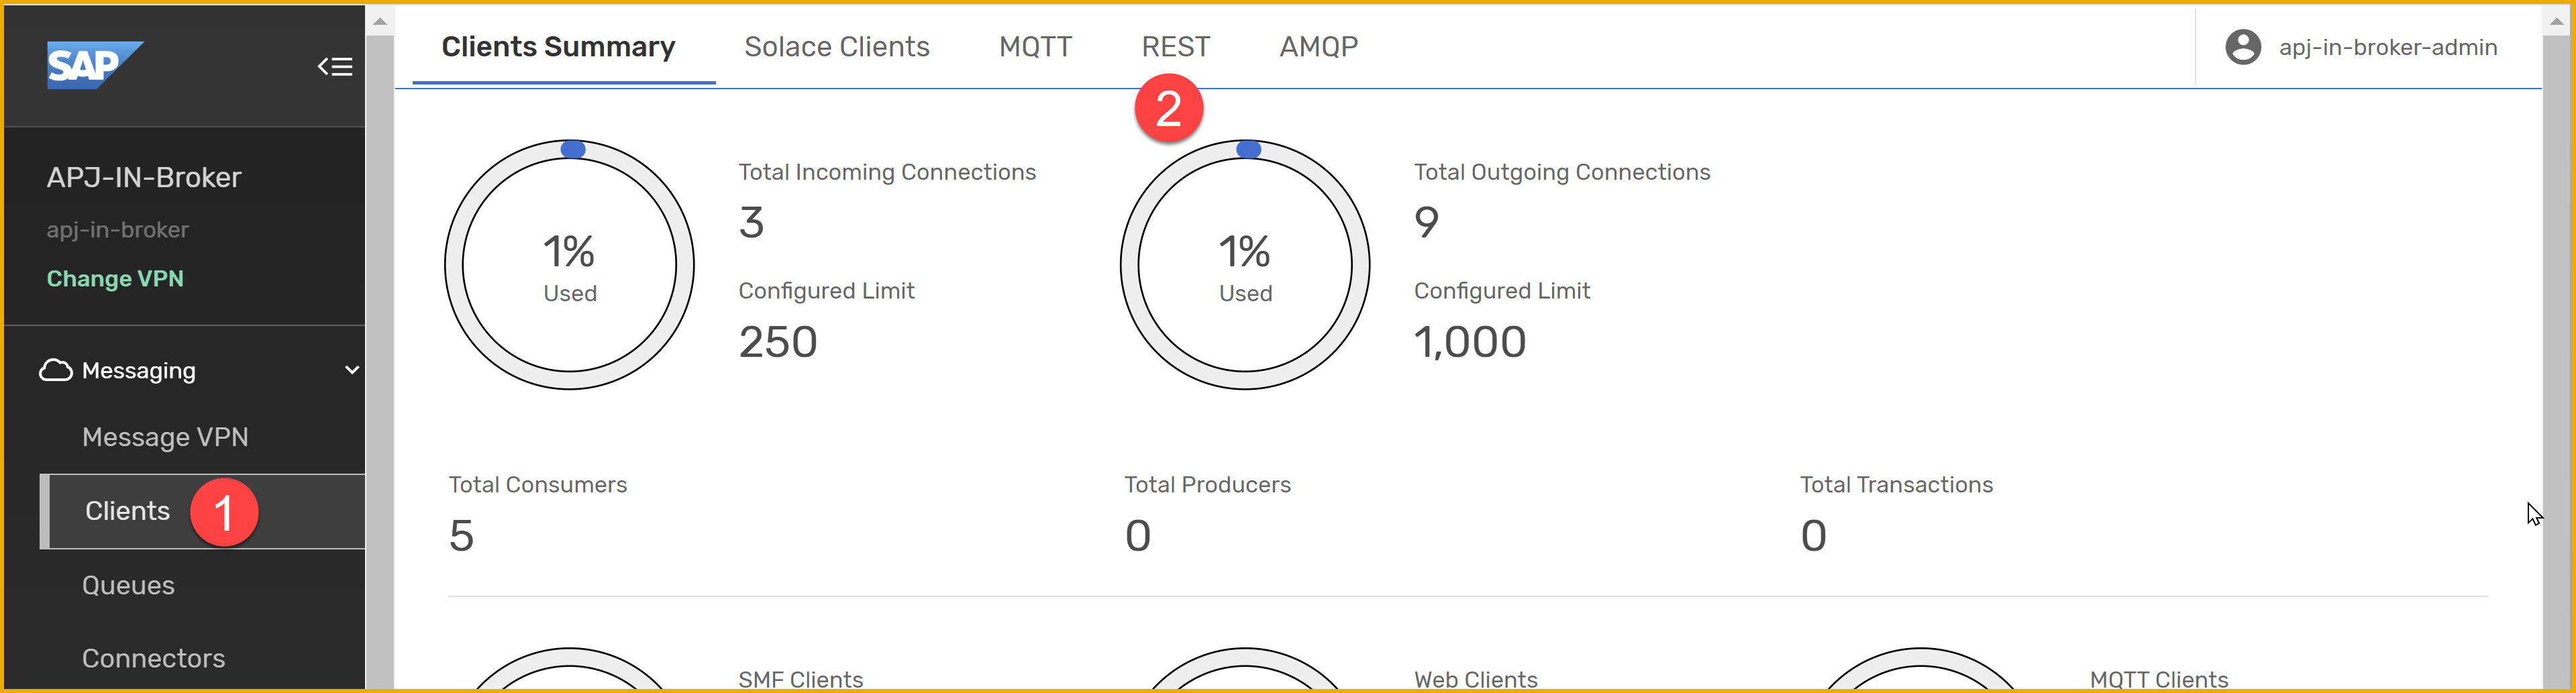 SAP
APJ-IN-Broker
apj-in-broker
Change VPN
Messaging
Message VPN
Clients 1
Queues
Connectors
Clients Summary Solace Clients MQTT REST AMQP
apj-in-broker-admin
2
1%
Used
Total Incoming Connections
3
Configured Limit
250
1%
Used
Total Outgoing Connections
9
Configured Limit
1,000
Total Consumers
5
Total Producers
0
Total Transactions
0
SMF Clients
Web Clients
MQTT Clients